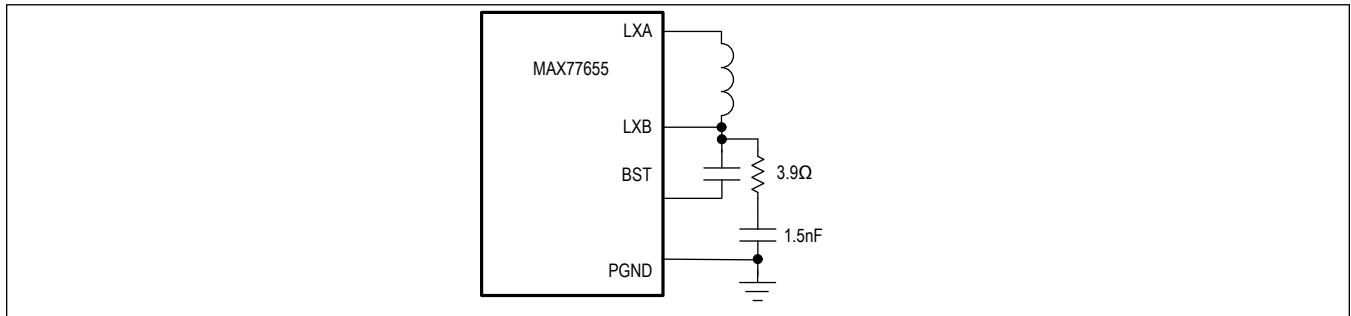 LXA
MAX77655
LXB
BST
3.9Ω
1.5nF
PGND